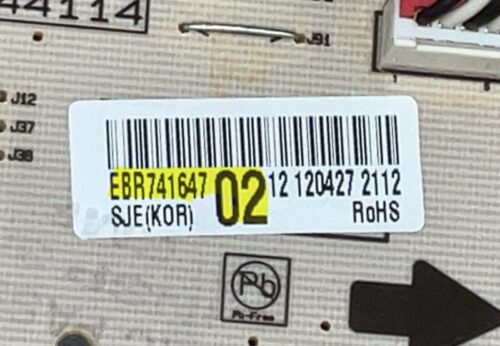 44114
J91
J12
J37
J38
EBR741647 02 12 120427 2112
SJE(KOR) RoHS
Pb
Pb-Free